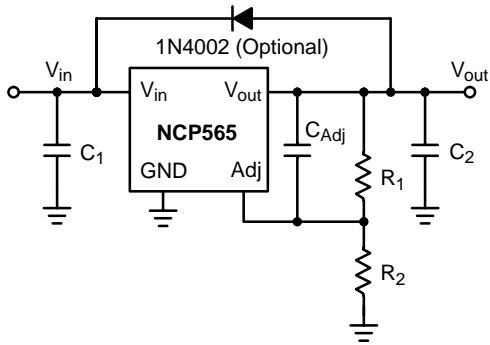 1N4002 (Optional)
V_in
V_out
V_in
V_out
NCP565
C_Adj
C_1
GND
Adj
R_1
C_2
R_2